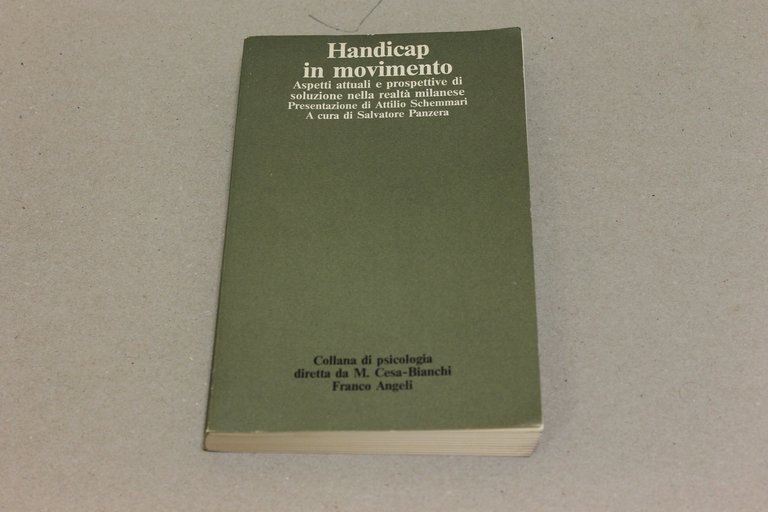 Handicap
in movimento
Aspetti attuali e prospettive di
soluzione nella realtà milanese
Presentazione di Attilio Schemmari
A cura di Salvatore Panzera
Collana di psicologia
diretta da M. Cesa-Bianchi
Franco Angeli